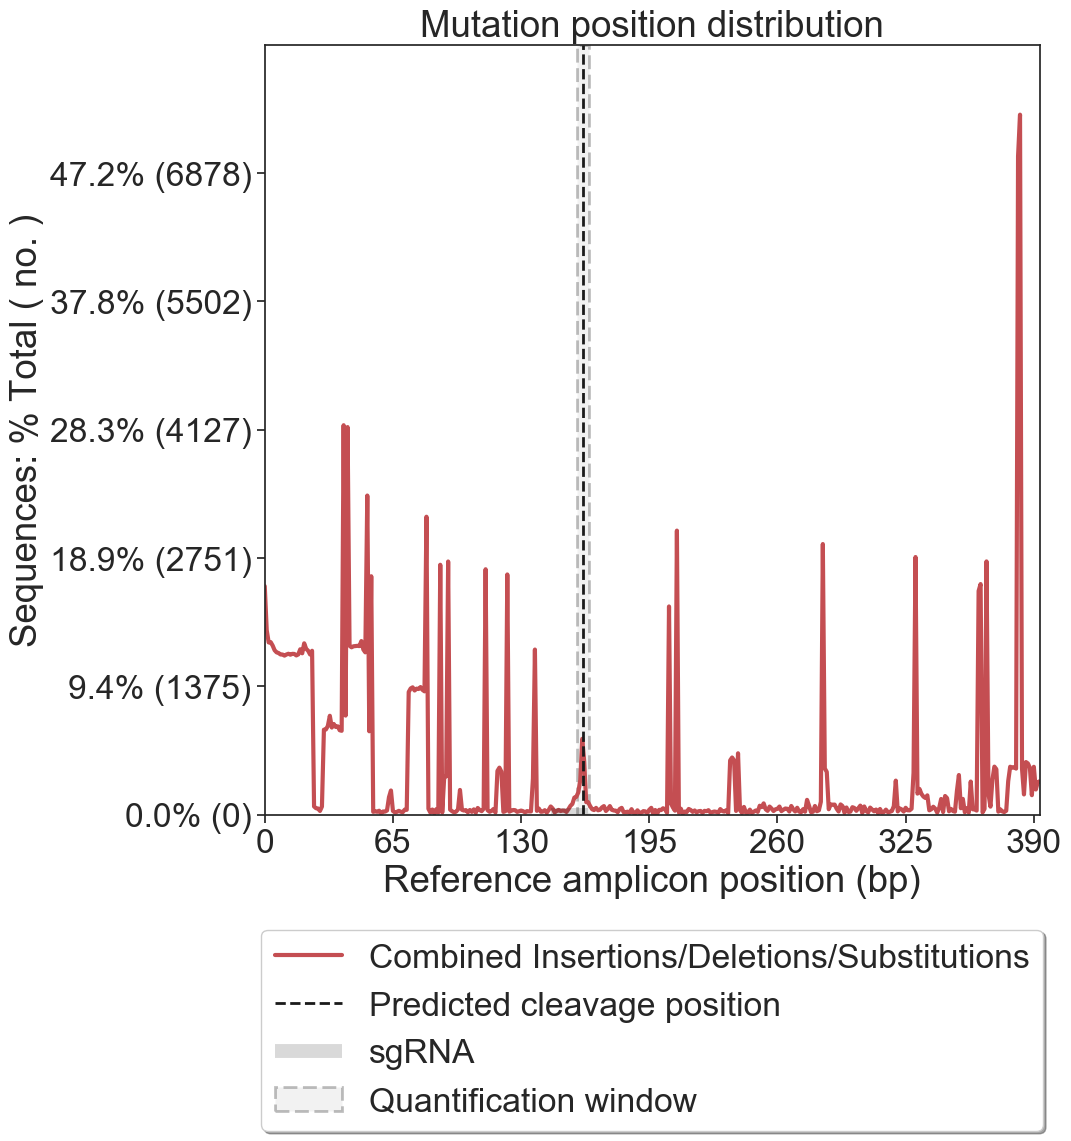 Mutation position distribution
Sequences: % Total ( no. )
47.2% (6878)
37.8% (5502)
28.3% (4127)
18.9% (2751)
9.4% (1375)
0.0% (0)
0 65 130 195 260 325 390
Reference amplicon position (bp)
Combined Insertions/Deletions/Substitutions
Predicted cleavage position
sgRNA
Quantification window